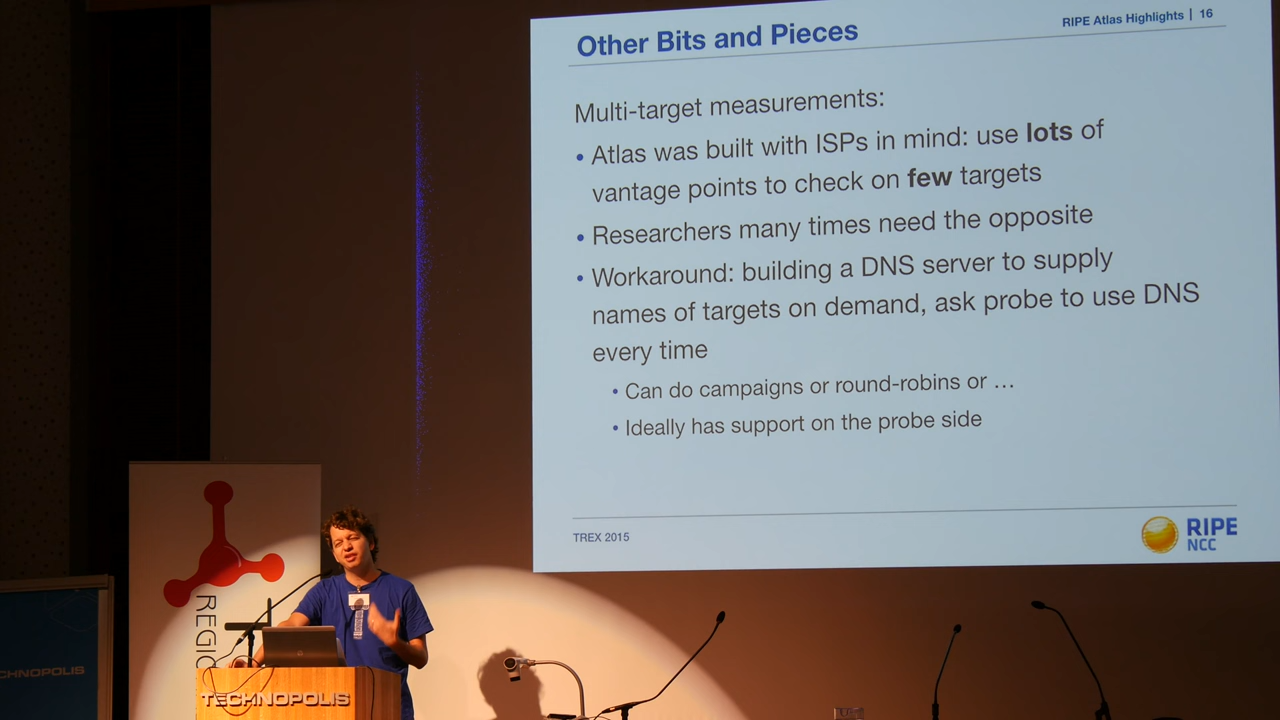 Other Bits and Pieces
RIPE Atlas Highlights | 16
Multi-target measurements:
• Atlas was built with ISPs in mind: use lots of
vantage points to check on few targets
• Researchers many times need the opposite
• Workaround: building a DNS server to supply
names of targets on demand, ask probe to use DNS
every time
• Can do campaigns or round-robins or …
• Ideally has support on the probe side
TREX 2015
RIPE
NCC
REGIO
CHNOPOLIS
TECHNOPOLIS